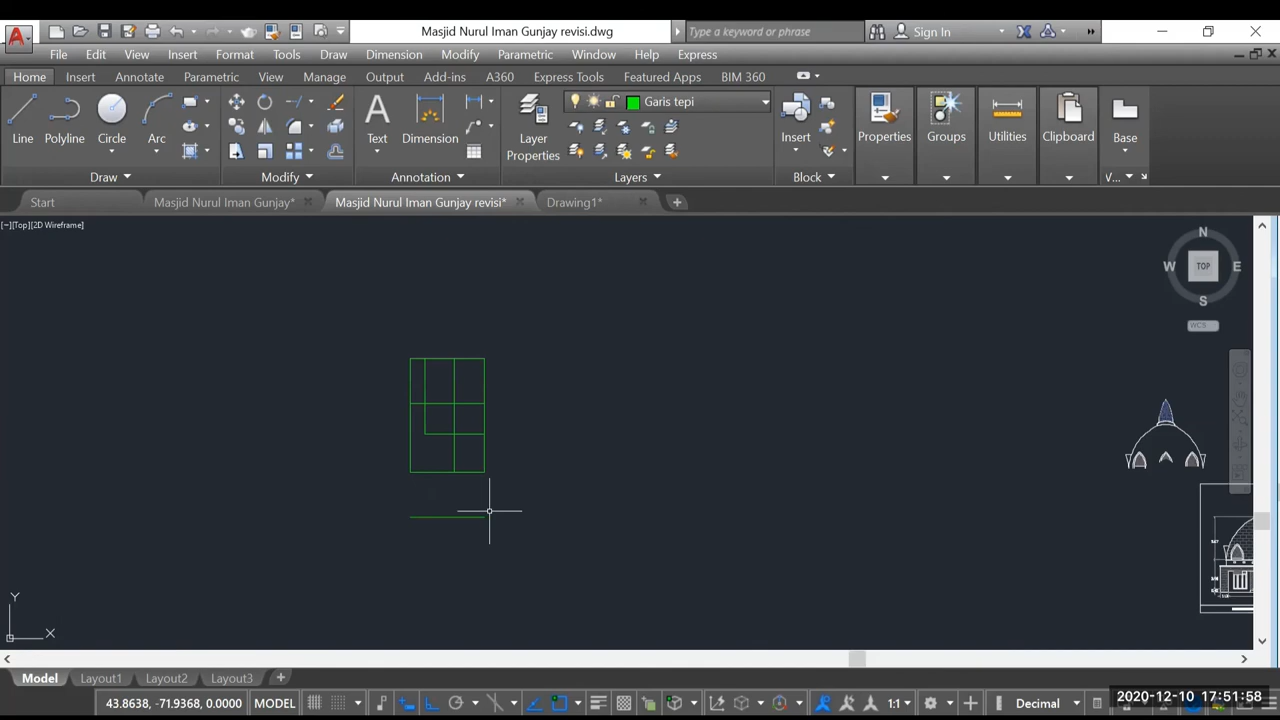 Masjid Nurul Iman Gunjay revisi.dwg
Type a keyword or phrase
Sign In
File Edit View Insert Format Tools Draw Dimension Modify Parametric Window Help Express
Home Insert Annotate Parametric View Manage Output Add-ins A360 Express Tools Featured Apps BIM 360
Garis tepi
Line Polyline Circle Arc Text Dimension Layer Properties Insert Properties Groups Utilities Clipboard Base
Draw Modify Annotation Layers Block V...
Start Masjid Nurul Iman Gunjay* Masjid Nurul Iman Gunjay revisi* Drawing1*
[−][Top][2D Wireframe]
N
W TOP E
S
WCS
Y
X
Model Layout1 Layout2 Layout3
43.8638, -71.9368, 0.0000 MODEL 1:1 Decimal 2020-12-10 17:51:58